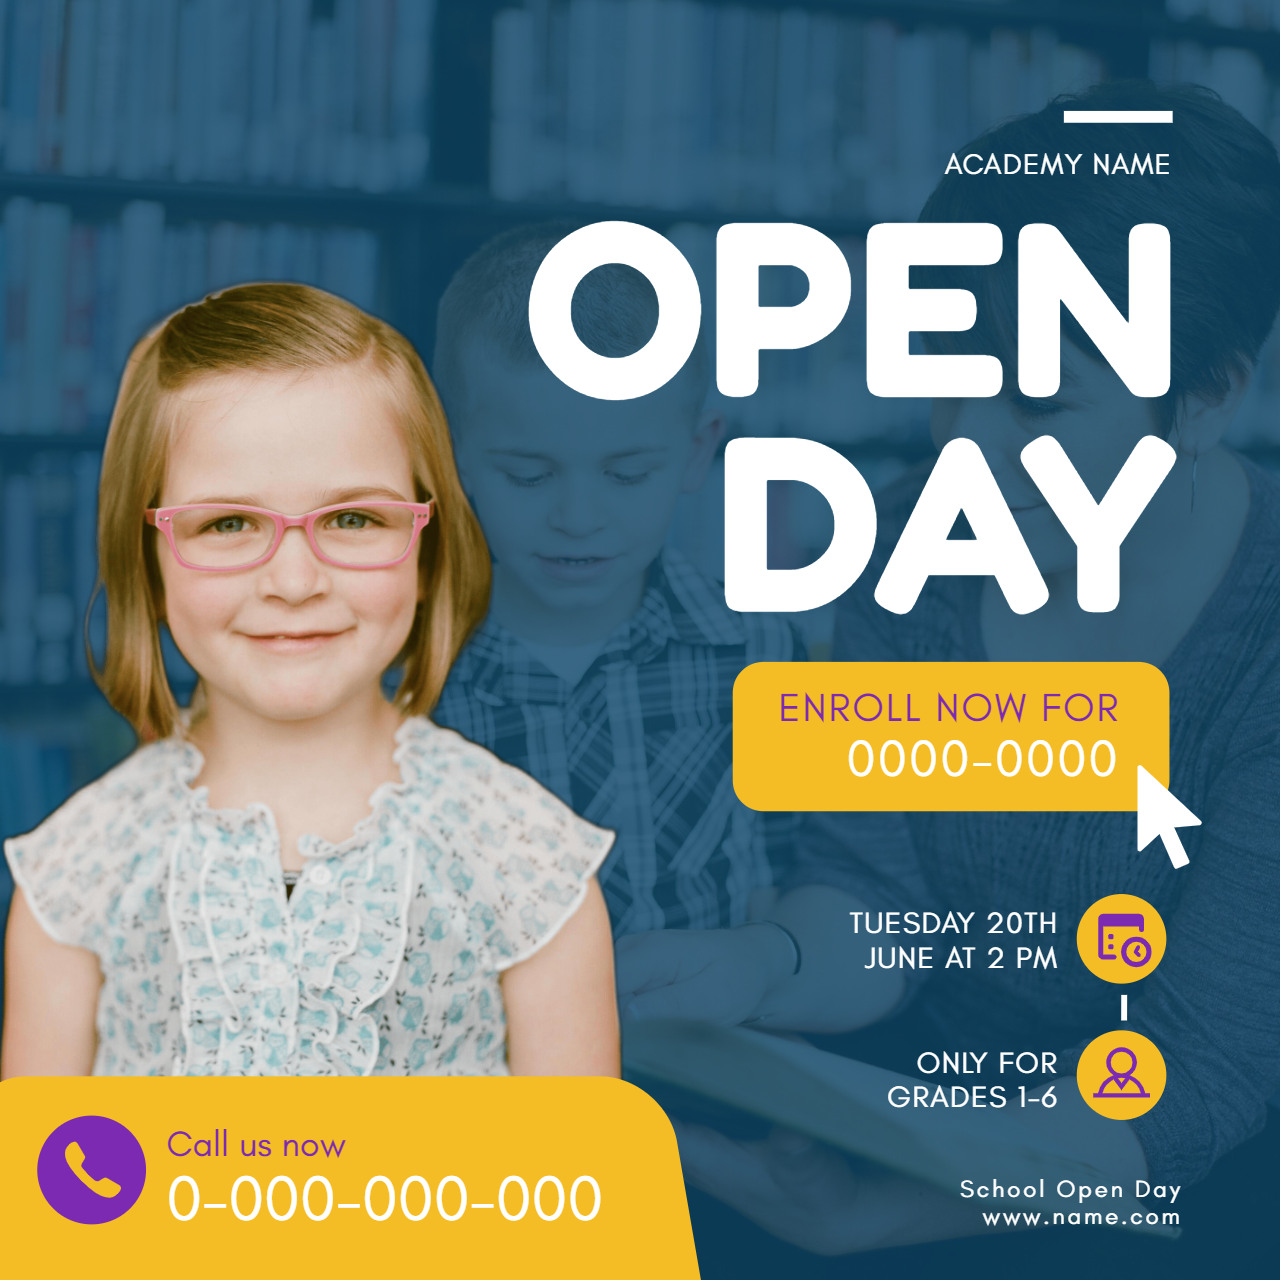 ACADEMY NAME
OPEN
DAY
ENROLL NOW FOR
0000-0000
TUESDAY 20TH
JUNE AT 2 PM
ONLY FOR
GRADES 1-6
Call us now
0-000-000-000
School Open Day
www.name.com